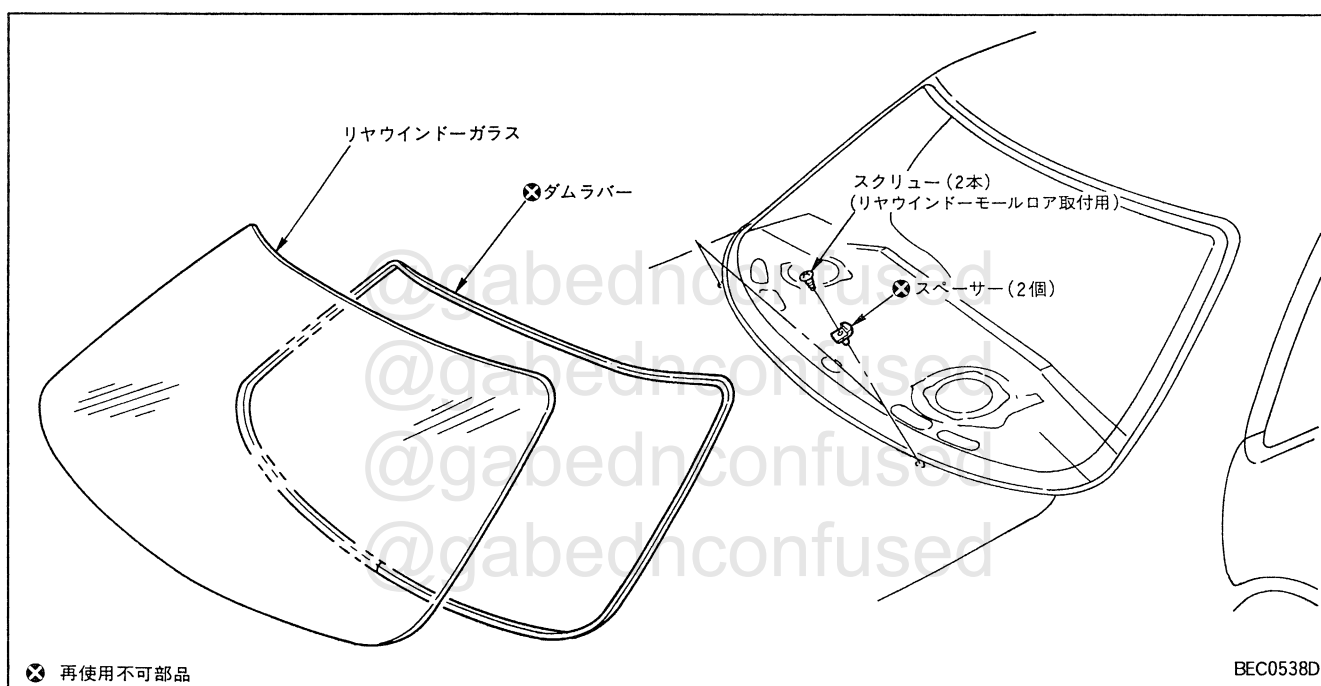 リヤウインドーガラス
⊗ダムラバー
スクリュー(2本)
(リヤウインドーモールロア取付用)
⊗スペーサー(2個)
@gabednconfused
@gabednconfused
@gabednconfused
@gabednconfused
⊗ 再使用不可部品
BEC0538D